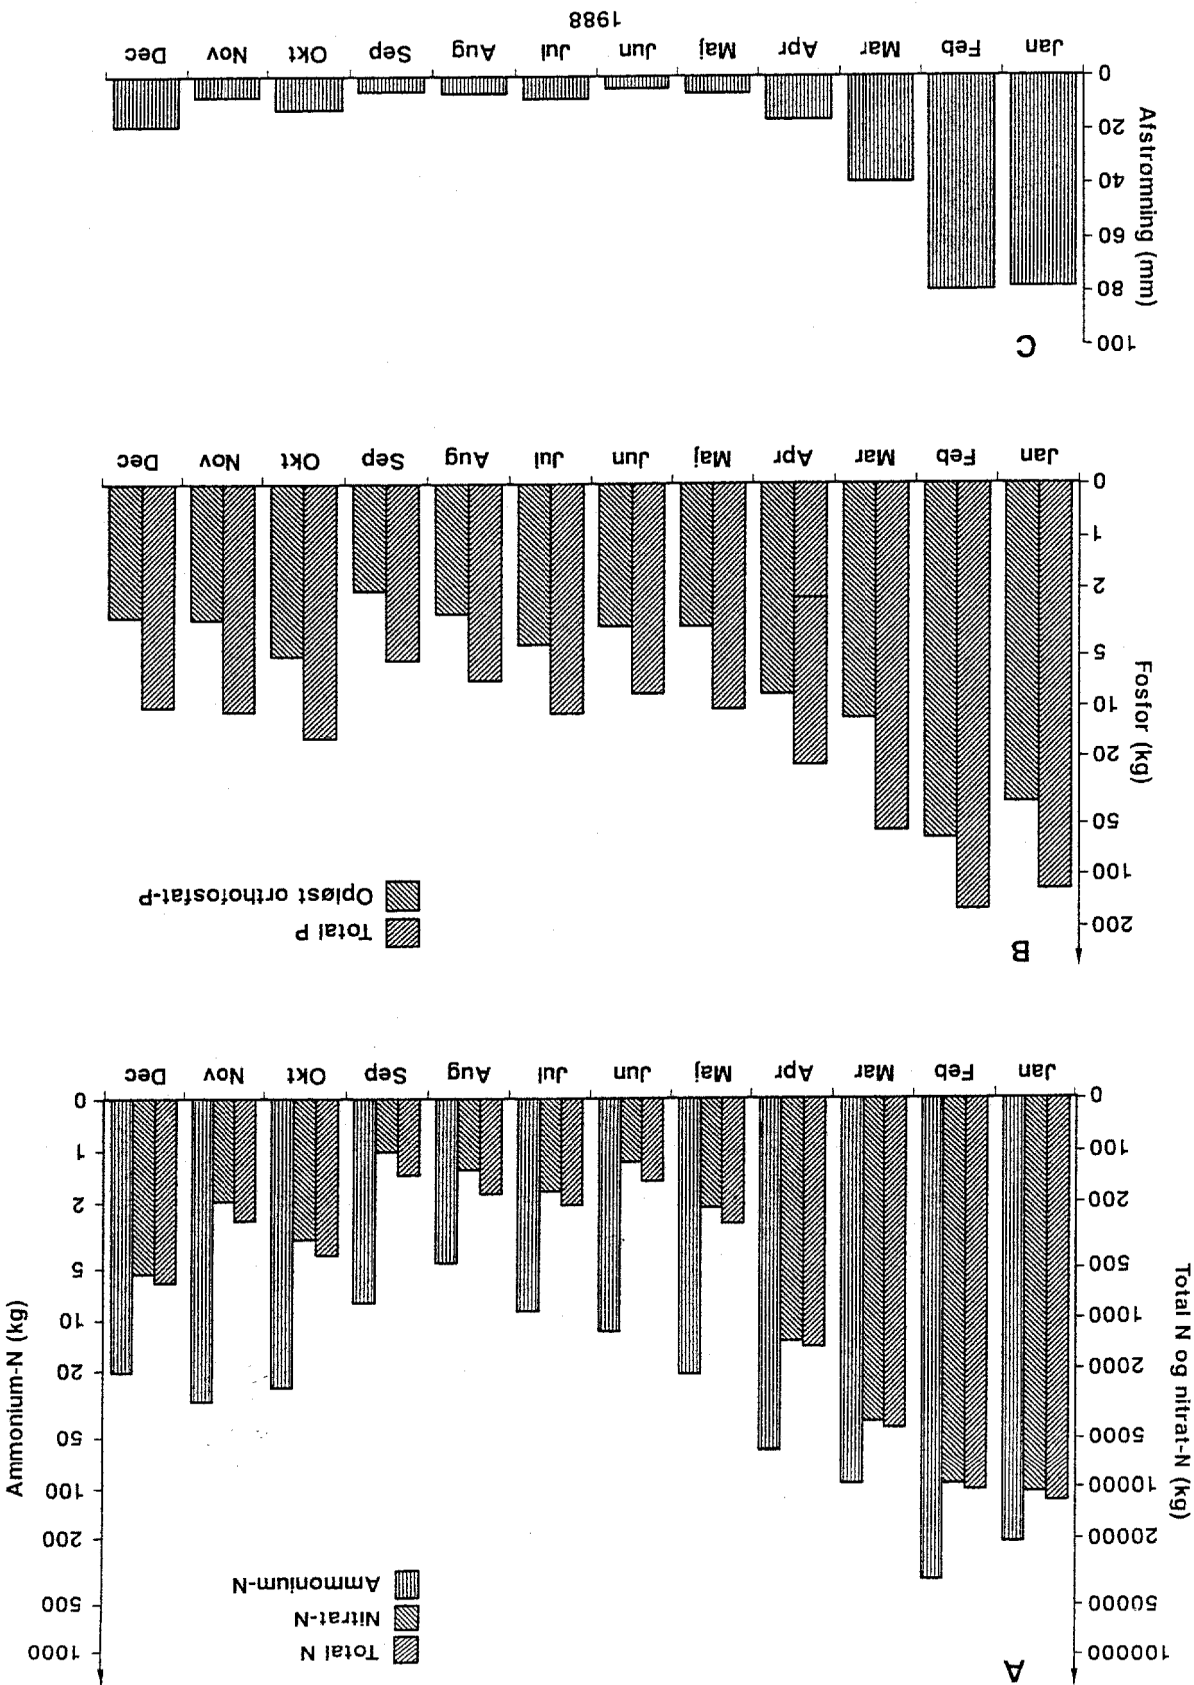 A
Total N og nitrat-N (kg)
100000
50000
20000
10000
5000
2000
1000
500
200
100
0
Total N
Nitrat-N
Ammonium-N
Ammonium-N (kg)
1000
500
200
100
50
20
10
5
2
1
0
Jan Feb Mar Apr Maj Jun Jul Aug Sep Okt Nov Dec
B
Fosfor (kg)
200
100
50
20
10
5
2
1
0
Total P
Opløst orthofosfat-P
Jan Feb Mar Apr Maj Jun Jul Aug Sep Okt Nov Dec
C
Afstrømning (mm)
100
80
60
40
20
0
Jan Feb Mar Apr Maj Jun Jul Aug Sep Okt Nov Dec
1988